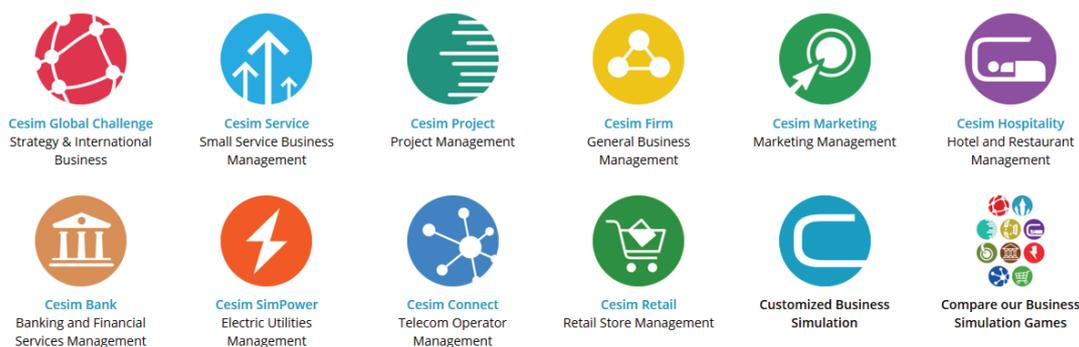 Cesim Global Challenge
Strategy & International
Business
Cesim Service
Small Service Business
Management
Cesim Project
Project Management
Cesim Firm
General Business
Management
Cesim Marketing
Marketing Management
Cesim Hospitality
Hotel and Restaurant
Management
Cesim Bank
Banking and Financial
Services Management
Cesim SimPower
Electric Utilities
Management
Cesim Connect
Telecom Operator
Management
Cesim Retail
Retail Store Management
Customized Business
Simulation
Compare our Business
Simulation Games